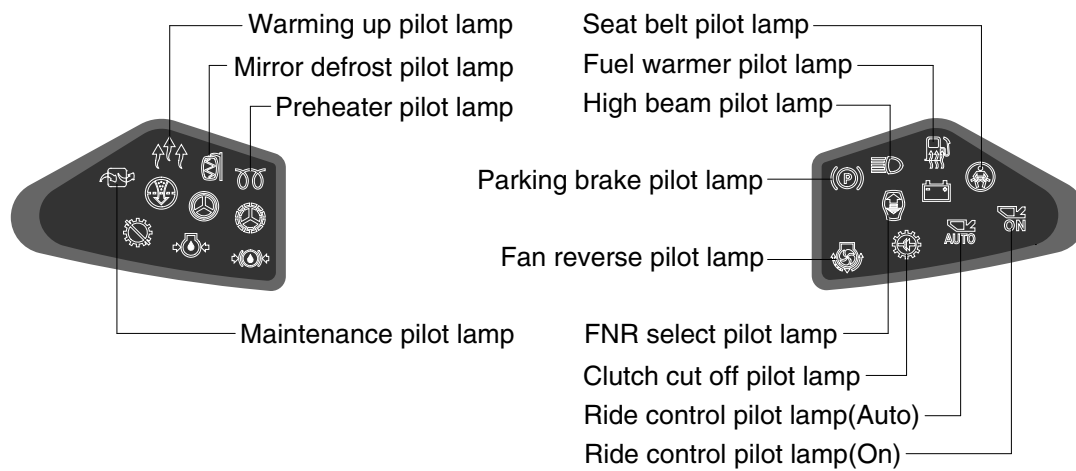 Warming up pilot lamp
Mirror defrost pilot lamp
Preheater pilot lamp
Maintenance pilot lamp
Seat belt pilot lamp
Fuel warmer pilot lamp
High beam pilot lamp
Parking brake pilot lamp
Fan reverse pilot lamp
FNR select pilot lamp
Clutch cut off pilot lamp
Ride control pilot lamp(Auto)
Ride control pilot lamp(On)
P
AUTO
ON